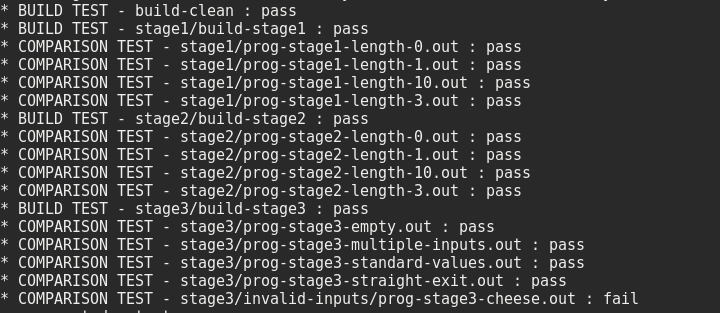 * BUILD TEST - build-clean : pass
* BUILD TEST - stage1/build-stage1 : pass
* COMPARISON TEST - stage1/prog-stage1-length-0.out : pass
* COMPARISON TEST - stage1/prog-stage1-length-1.out : pass
* COMPARISON TEST - stage1/prog-stage1-length-10.out : pass
* COMPARISON TEST - stage1/prog-stage1-length-3.out : pass
* BUILD TEST - stage2/build-stage2 : pass
* COMPARISON TEST - stage2/prog-stage2-length-0.out : pass
* COMPARISON TEST - stage2/prog-stage2-length-1.out : pass
* COMPARISON TEST - stage2/prog-stage2-length-10.out : pass
* COMPARISON TEST - stage2/prog-stage2-length-3.out : pass
* BUILD TEST - stage3/build-stage3 : pass
* COMPARISON TEST - stage3/prog-stage3-empty.out : pass
* COMPARISON TEST - stage3/prog-stage3-multiple-inputs.out : pass
* COMPARISON TEST - stage3/prog-stage3-standard-values.out : pass
* COMPARISON TEST - stage3/prog-stage3-straight-exit.out : pass
* COMPARISON TEST - stage3/invalid-inputs/prog-stage3-cheese.out : fail